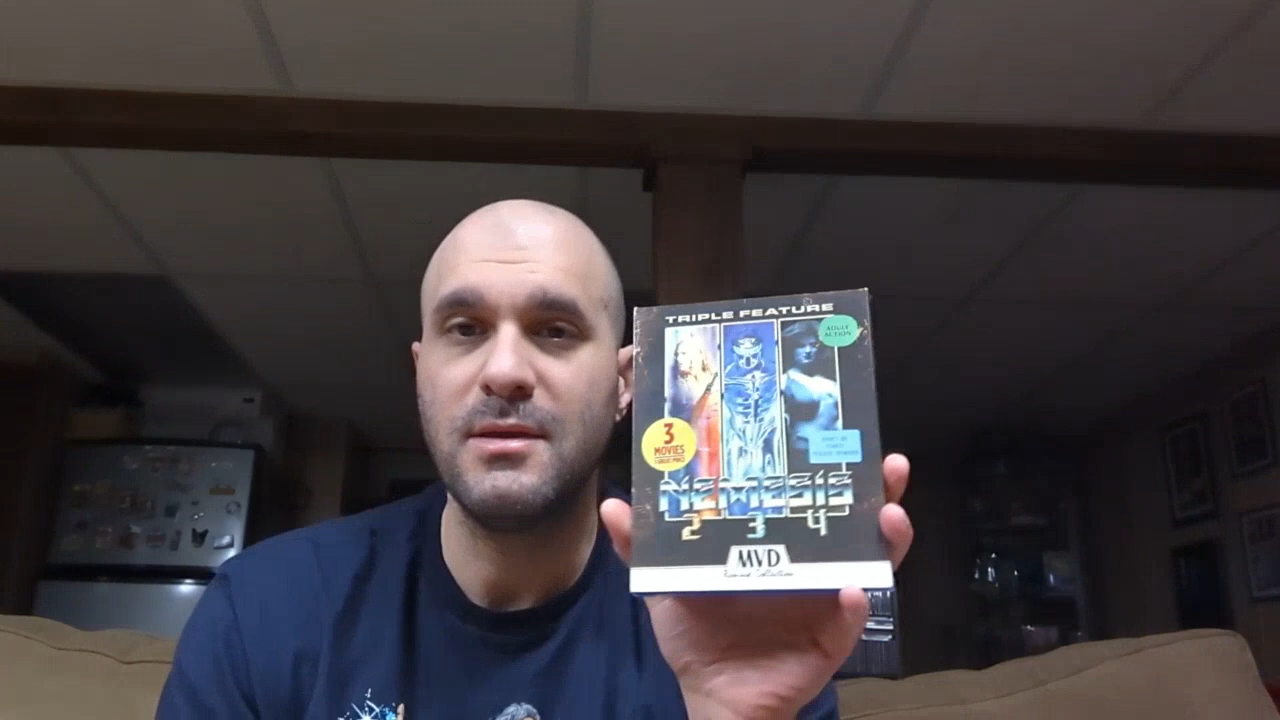 TRIPLE FEATURE
ADULT
ACTION
3
MOVIES
NEMESIS
2 3 4
MVD